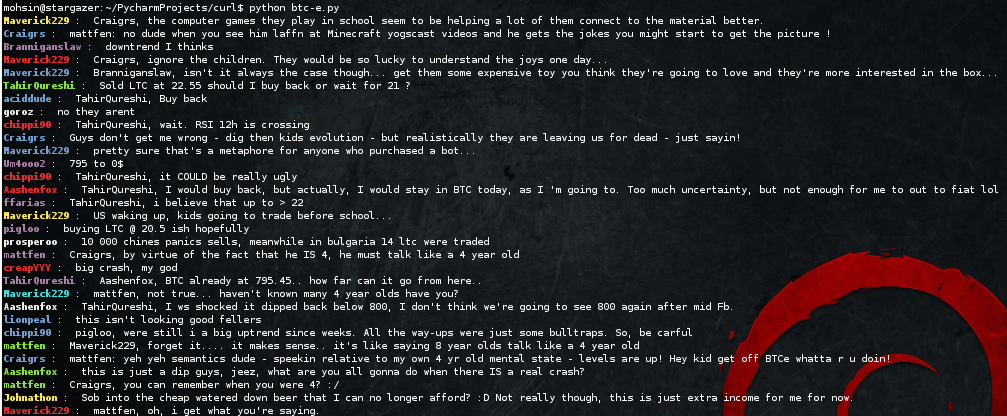 mohsin@stargazer:~/PycharmProjects/curl$ python btc-e.py
Maverick229 :  Craigrs, the computer games they play in school seem to be helping a lot of them connect to the material better.
Craigrs :  mattfen: no dude when you see him laffn at Minecraft yogscast videos and he gets the jokes you might start to get the picture !
Branniganslaw :  downtrend I thinks
Maverick229 :  Craigrs, ignore the children. They would be so lucky to understand the joys one day...
Maverick229 :  Branniganslaw, isn't it always the case though... get them some expensive toy you think they're going to love and they're more interested in the box...
TahirQureshi :  Sold LTC at 22.55 should I buy back or wait for 21 ?
aciddude :  TahirQureshi, Buy back
goroz :  no they arent
chippi90 :  TahirQureshi, wait. RSI 12h is crossing
Craigrs :  Guys don't get me wrong - dig then kids evolution - but realistically they are leaving us for dead - just sayin!
Maverick229 :  pretty sure that's a metaphore for anyone who purchased a bot...
Um4ooo2 :  795 to 0$
chippi90 :  TahirQureshi, it COULD be really ugly
Aashenfox :  TahirQureshi, I would buy back, but actually, I would stay in BTC today, as I 'm going to. Too much uncertainty, but not enough for me to out to fiat lol
ffarias :  TahirQureshi, i believe that up to > 22
Maverick229 :  US waking up, kids going to trade before school...
pigloo :  buying LTC @ 20.5 ish hopefully
prosperoo :  10 000 chines panics sells, meanwhile in bulgaria 14 ltc were traded
mattfen :  Craigrs, by virtue of the fact that he IS 4, he must talk like a 4 year old
creapYYY :  big crash, my god
TahirQureshi :  Aashenfox, BTC already at 795.45.. how far can it go from here..
Maverick229 :  mattfen, not true... haven't known many 4 year olds have you?
Aashenfox :  TahirQureshi, I ws shocked it dipped back below 800, I don't think we're going to see 800 again after mid Fb.
lionpeal :  this isn't looking good fellers
chippi90 :  pigloo, were still i a big uptrend since weeks. All the way-ups were just some bulltraps. So, be carful
mattfen :  Maverick229, forget it.... it makes sense.. it's like saying 8 year olds talk like a 4 year old
Craigrs :  mattfen: yeh yeh semantics dude - speekin relative to my own 4 yr old mental state - levels are up! Hey kid get off BTCe whatta r u doin!
Aashenfox :  this is just a dip guys, jeez, what are you all gonna do when there IS a real crash?
mattfen :  Craigrs, you can remember when you were 4? :/
Johnathon :  Sob into the cheap watered down beer that I can no longer afford? :D Not really though, this is just extra income for me for now.
Maverick229 :  mattfen, oh, i get what you're saying.